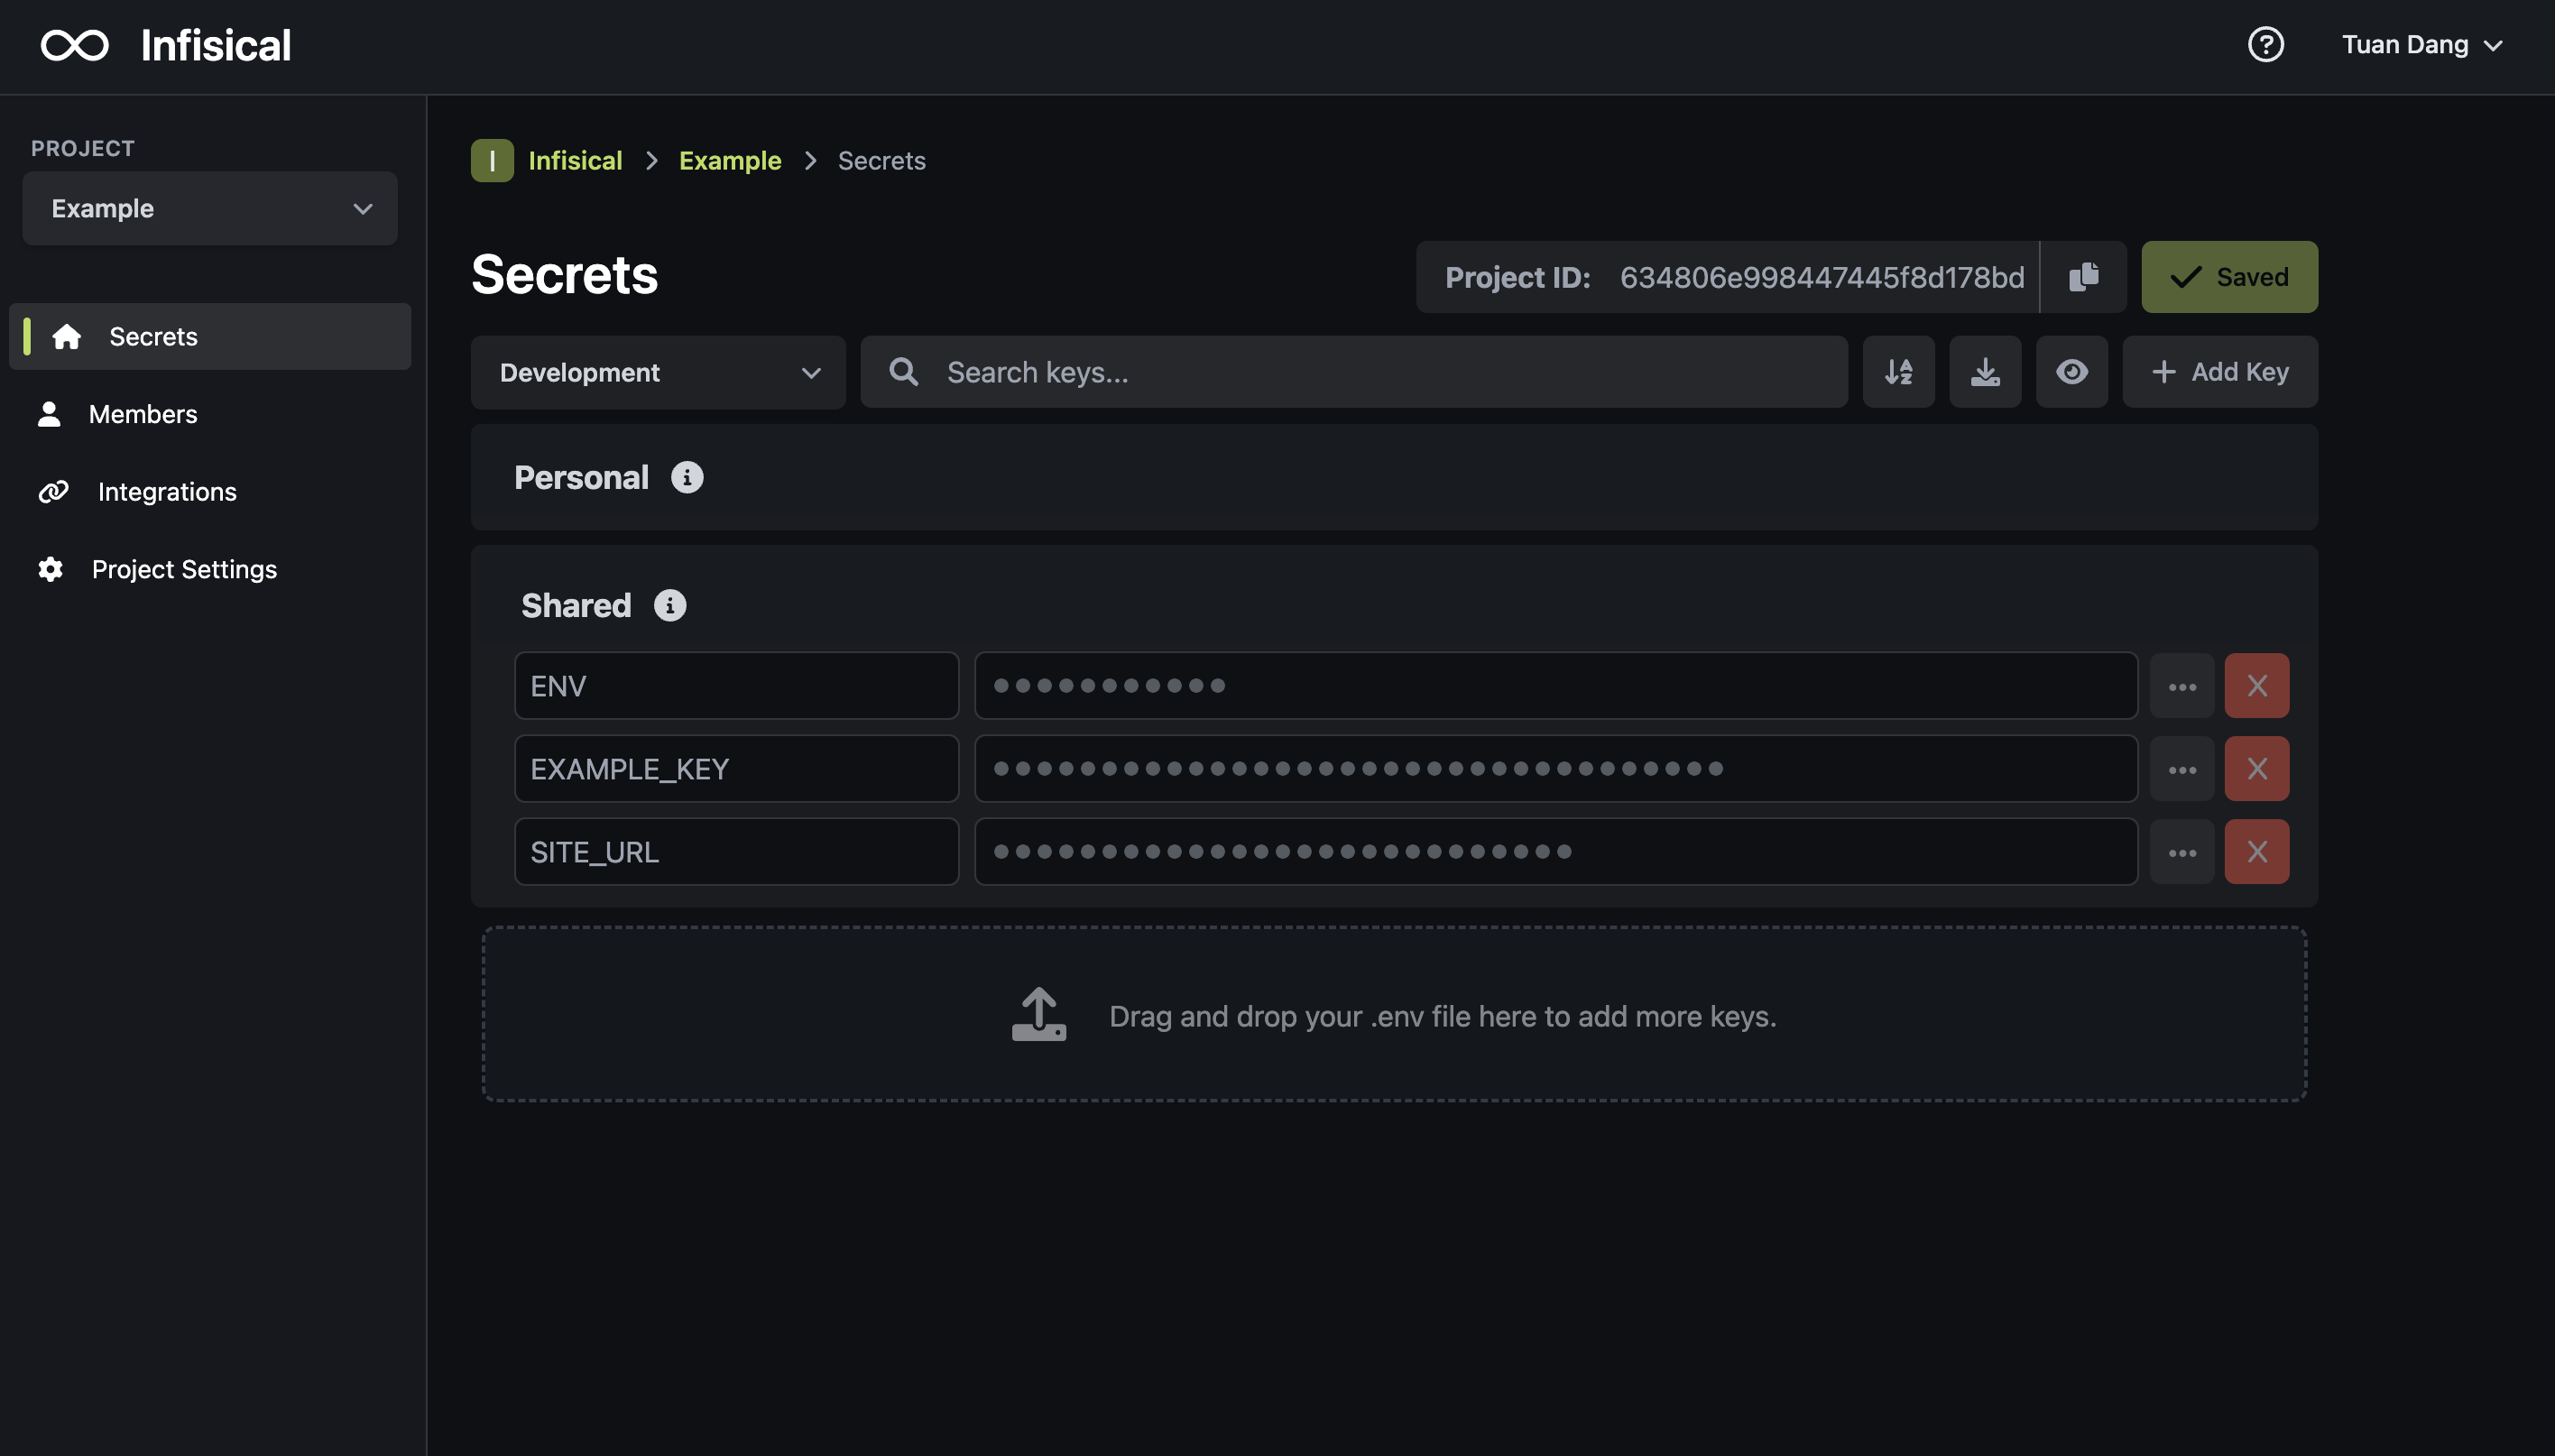 Infisical
Tuan Dang
PROJECT
Example
Secrets
Members
Integrations
Project Settings
I Infisical > Example > Secrets
Secrets
Project ID: 634806e998447445f8d178bd
Saved
Development
Search keys...
Add Key
Personal
Shared
ENV
EXAMPLE_KEY
SITE_URL
Drag and drop your .env file here to add more keys.